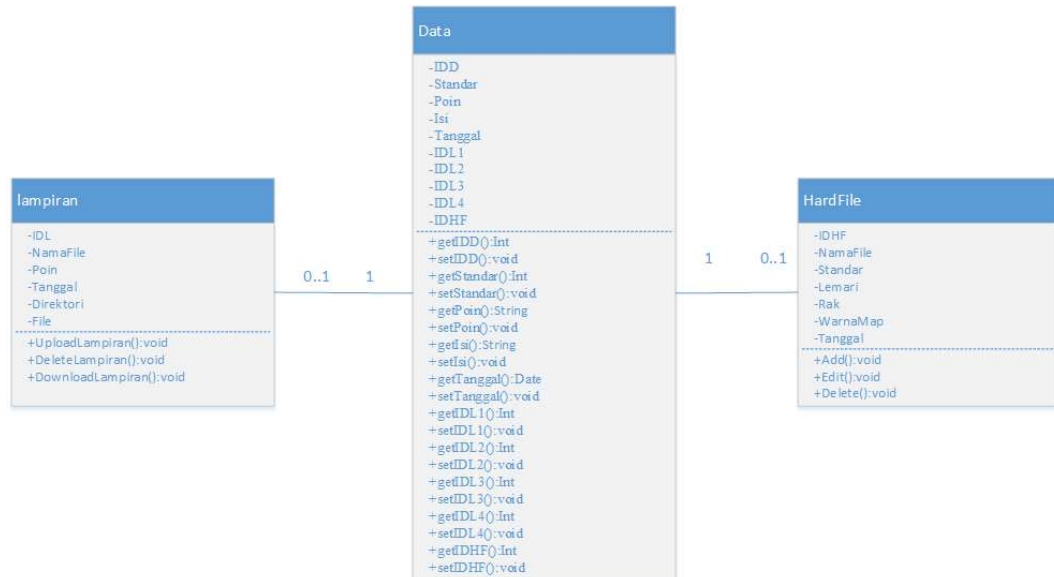 lampiran
-IDL
-NamaFile
-Poin
-Tanggal
-Direktori
-File
+UploadLampiran():void
+DeleteLampiran():void
+DownloadLampiran():void
0..1 1
Data
-IDD
-Standar
-Poin
-Isi
-Tanggal
-IDL1
-IDL2
-IDL3
-IDL4
-IDHF
+getIDD():Int
+setIDD():void
+getStandar():Int
+setStandar():void
+getPoin():String
+setPoin():void
+getIsi():String
+setIsi():void
+getTanggal():Date
+setTanggal():void
+getIDL1():Int
+setIDL1():void
+getIDL2():Int
+setIDL2():void
+getIDL3():Int
+setIDL3():void
+getIDL4():Int
+setIDL4():void
+getIDHF():Int
+setIDHF():void
1 0..1
HardFile
-IDHF
-NamaFile
-Standar
-Lemari
-Rak
-WarnaMap
-Tanggal
+Add():void
+Edit():void
+Delete():void